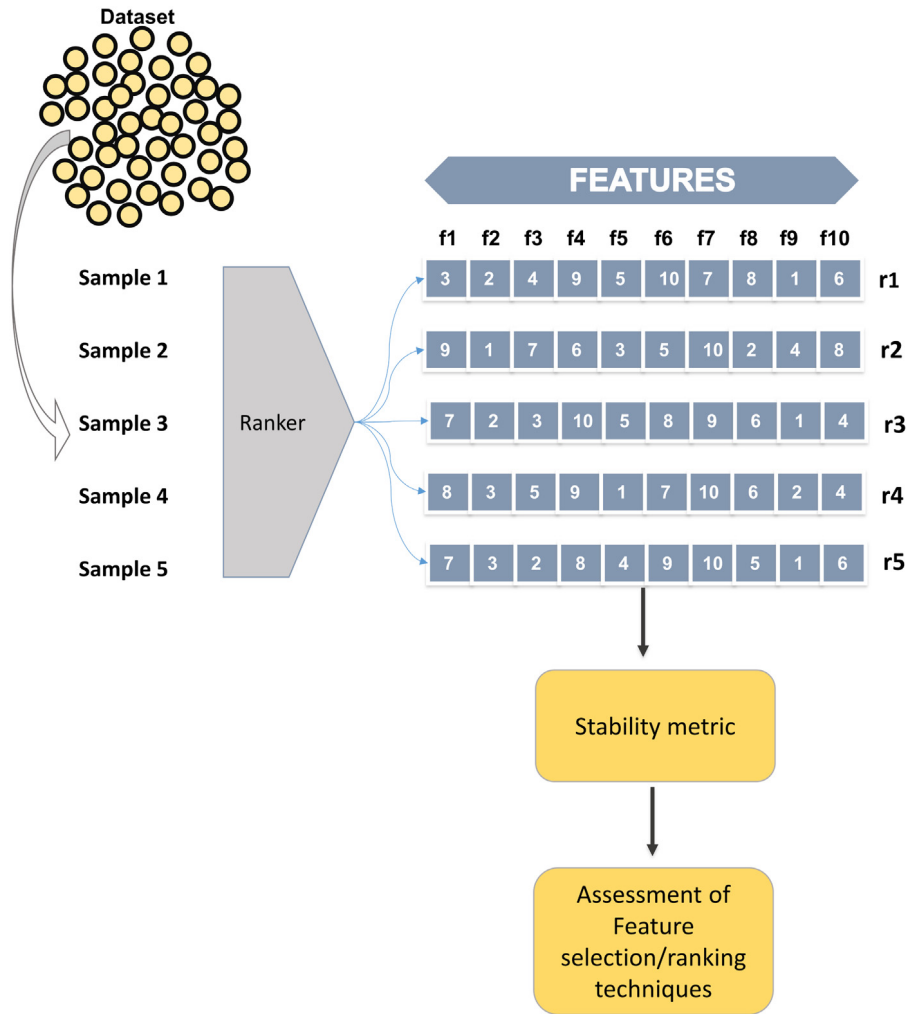 Dataset
FEATURES
f1 f2 f3 f4 f5 f6 f7 f8 f9 f10
Sample 1
3 2 4 9 5 10 7 8 1 6 r1
Sample 2
9 1 7 6 3 5 10 2 4 8 r2
Sample 3
Ranker
7 2 3 10 5 8 9 6 1 4 r3
Sample 4
8 3 5 9 1 7 10 6 2 4 r4
Sample 5
7 3 2 8 4 9 10 5 1 6 r5
Stability metric
Assessment of
Feature
selection/ranking
techniques